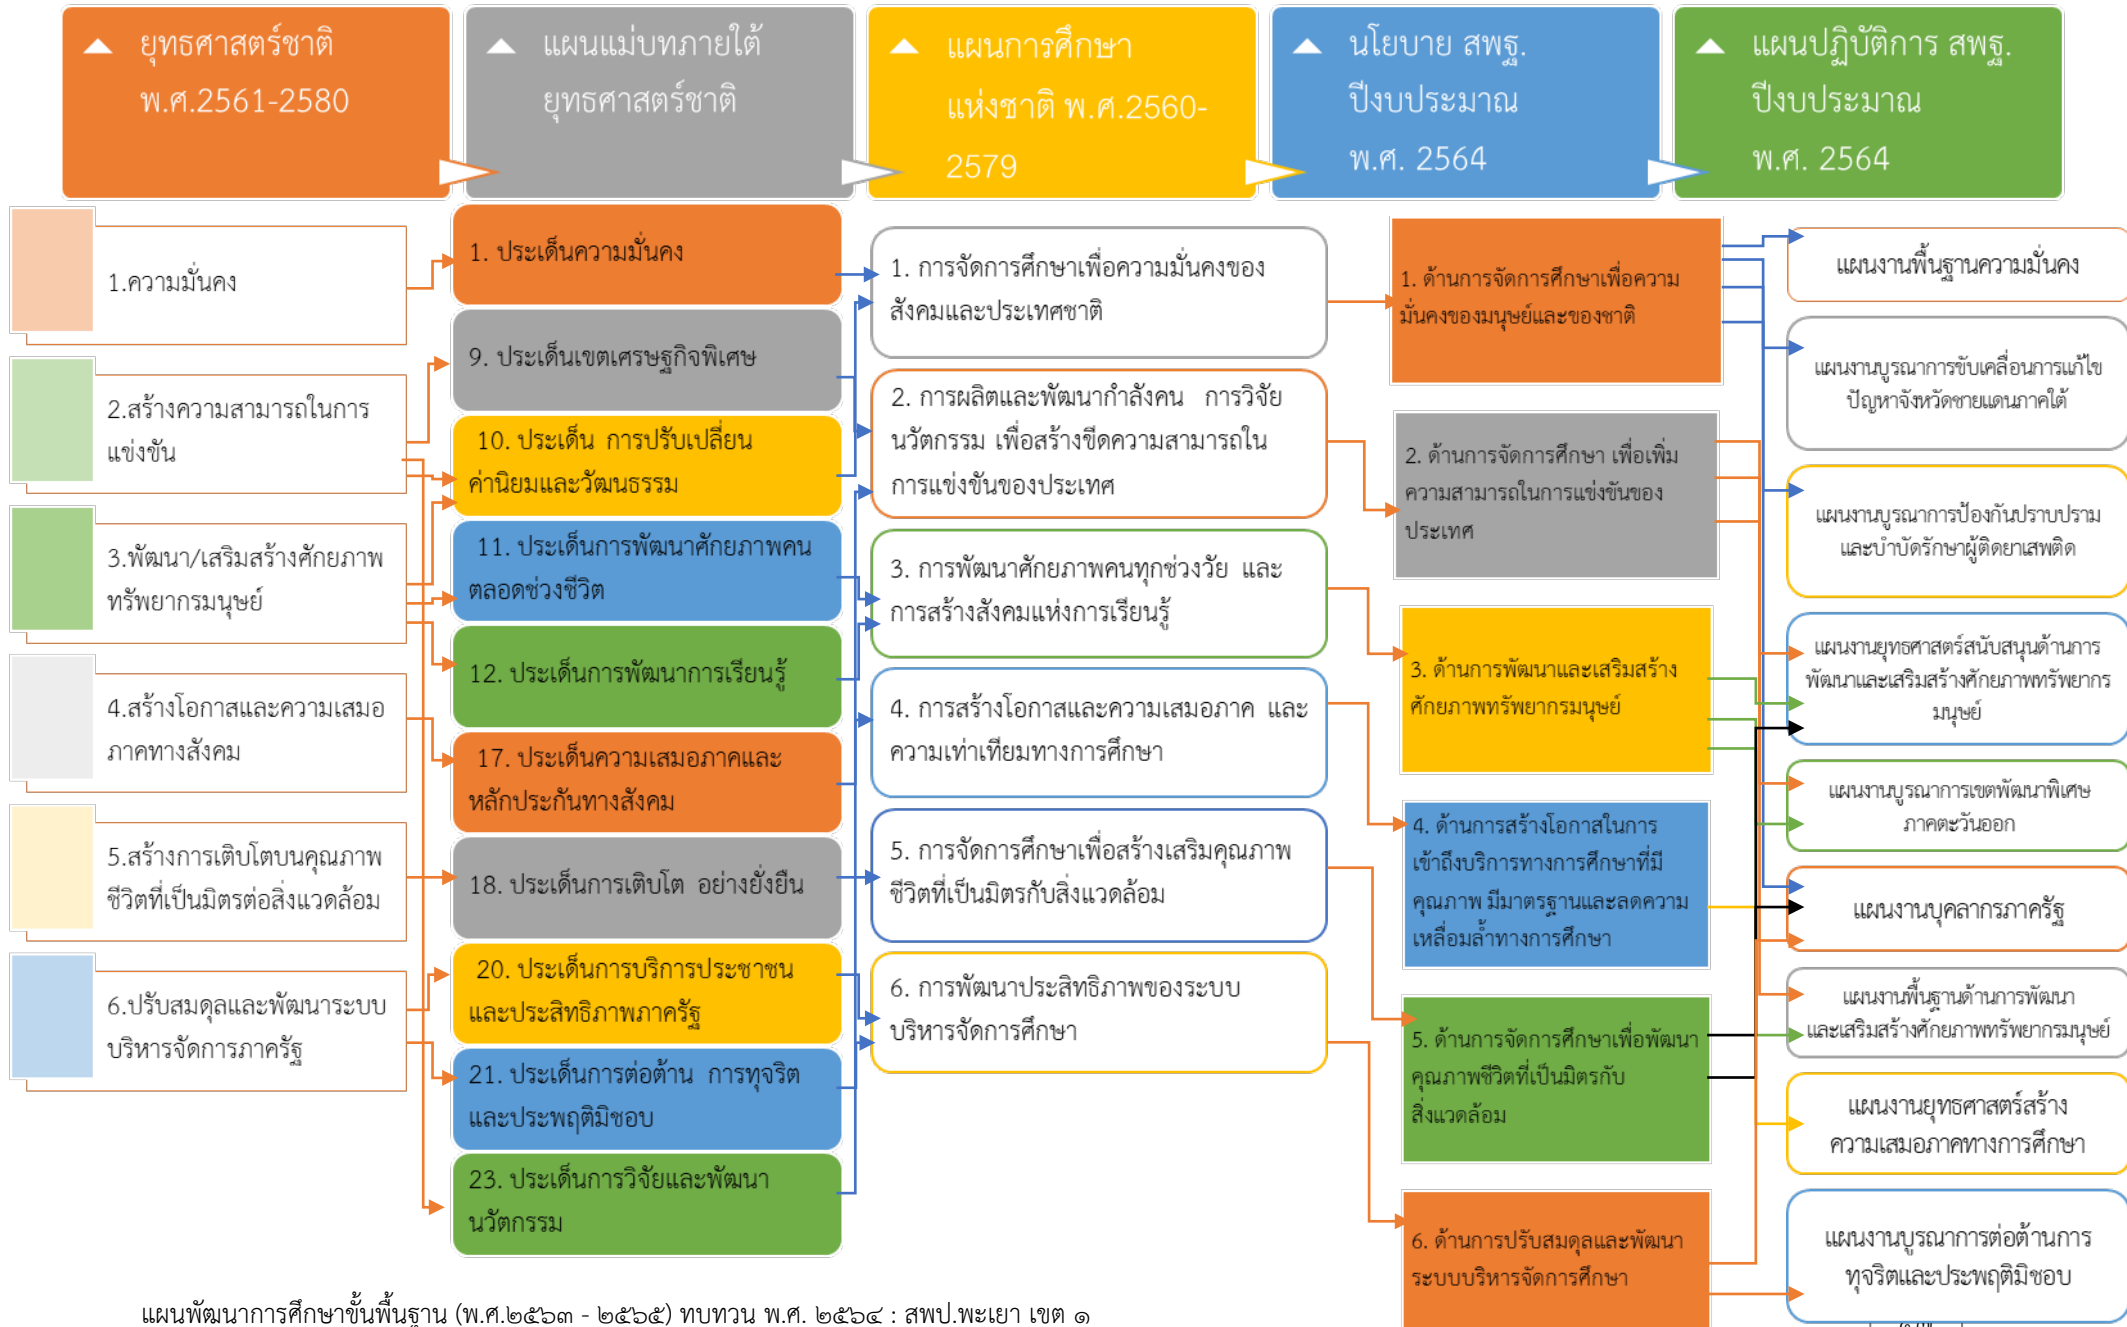 ยุทธศาสตร์ชาติ
พ.ศ.2561-2580
แผนแม่บทภายใต้
ยุทธศาสตร์ชาติ
แผนการศึกษา
แห่งชาติ พ.ศ.2560-
2579
นโยบาย สพฐ.
ปีงบประมาณ
พ.ศ. 2564
แผนปฏิบัติการ สพฐ.
ปีงบประมาณ
พ.ศ. 2564
1.ความมั่นคง
2.สร้างความสามารถในการ
แข่งขัน
3.พัฒนา/เสริมสร้างศักยภาพ
ทรัพยากรมนุษย์
4.สร้างโอกาสและความเสมอ
ภาคทางสังคม
5.สร้างการเติบโตบนคุณภาพ
ชีวิตที่เป็นมิตรต่อสิ่งแวดล้อม
6.ปรับสมดุลและพัฒนาระบบ
บริหารจัดการภาครัฐ
1. ประเด็นความมั่นคง
9. ประเด็นเขตเศรษฐกิจพิเศษ
10. ประเด็น การปรับเปลี่ยน
ค่านิยมและวัฒนธรรม
11. ประเด็นการพัฒนาศักยภาพคน
ตลอดช่วงชีวิต
12. ประเด็นการพัฒนาการเรียนรู้
17. ประเด็นความเสมอภาคและ
หลักประกันทางสังคม
18. ประเด็นการเติบโต อย่างยั่งยืน
20. ประเด็นการบริการประชาชน
และประสิทธิภาพภาครัฐ
21. ประเด็นการต่อต้าน การทุจริต
และประพฤติมิชอบ
23. ประเด็นการวิจัยและพัฒนา
นวัตกรรม
1. การจัดการศึกษาเพื่อความมั่นคงของ
สังคมและประเทศชาติ
2. การผลิตและพัฒนากำลังคน การวิจัย
นวัตกรรม เพื่อสร้างขีดความสามารถใน
การแข่งขันของประเทศ
3. การพัฒนาศักยภาพคนทุกช่วงวัย และ
การสร้างสังคมแห่งการเรียนรู้
4. การสร้างโอกาสและความเสมอภาค และ
ความเท่าเทียมทางการศึกษา
5. การจัดการศึกษาเพื่อสร้างเสริมคุณภาพ
ชีวิตที่เป็นมิตรกับสิ่งแวดล้อม
6. การพัฒนาประสิทธิภาพของระบบ
บริหารจัดการศึกษา
1. ด้านการจัดการศึกษาเพื่อความ
มั่นคงของมนุษย์และของชาติ
2. ด้านการจัดการศึกษา เพื่อเพิ่ม
ความสามารถในการแข่งขันของ
ประเทศ
3. ด้านการพัฒนาและเสริมสร้าง
ศักยภาพทรัพยากรมนุษย์
4. ด้านการสร้างโอกาสในการ
เข้าถึงบริการทางการศึกษาที่มี
คุณภาพ มีมาตรฐานและลดความ
เหลื่อมล้ำทางการศึกษา
5. ด้านการจัดการศึกษาเพื่อพัฒนา
คุณภาพชีวิตที่เป็นมิตรกับ
สิ่งแวดล้อม
6. ด้านการปรับสมดุลและพัฒนา
ระบบบริหารจัดการศึกษา
แผนงานพื้นฐานความมั่นคง
แผนงานบูรณาการขับเคลื่อนการแก้ไข
ปัญหาจังหวัดชายแดนภาคใต้
แผนงานบูรณาการป้องกันปราบปราม
และบำบัดรักษาผู้ติดยาเสพติด
แผนงานยุทธศาสตร์สนับสนุนด้านการ
พัฒนาและเสริมสร้างศักยภาพทรัพยากร
มนุษย์
แผนงานบูรณาการเขตพัฒนาพิเศษ
ภาคตะวันออก
แผนงานบุคลากรภาครัฐ
แผนงานพื้นฐานด้านการพัฒนา
และเสริมสร้างศักยภาพทรัพยากรมนุษย์
แผนงานยุทธศาสตร์สร้าง
ความเสมอภาคทางการศึกษา
แผนงานบูรณาการต่อต้านการ
ทุจริตและประพฤติมิชอบ
แผนพัฒนาการศึกษาขั้นพื้นฐาน (พ.ศ.๒๕๖๓ - ๒๕๖๕) ทบทวน พ.ศ. ๒๕๖๔ : สพป.พะเยา เขต ๑